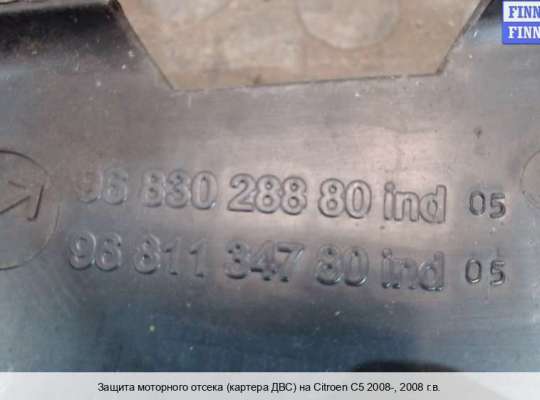 FINN
FINN
96 830 288 80 ind 05
96 811 347 80 ind 05
Защита моторного отсека (картера ДВС) на Citroen C5 2008-, 2008 г.в.